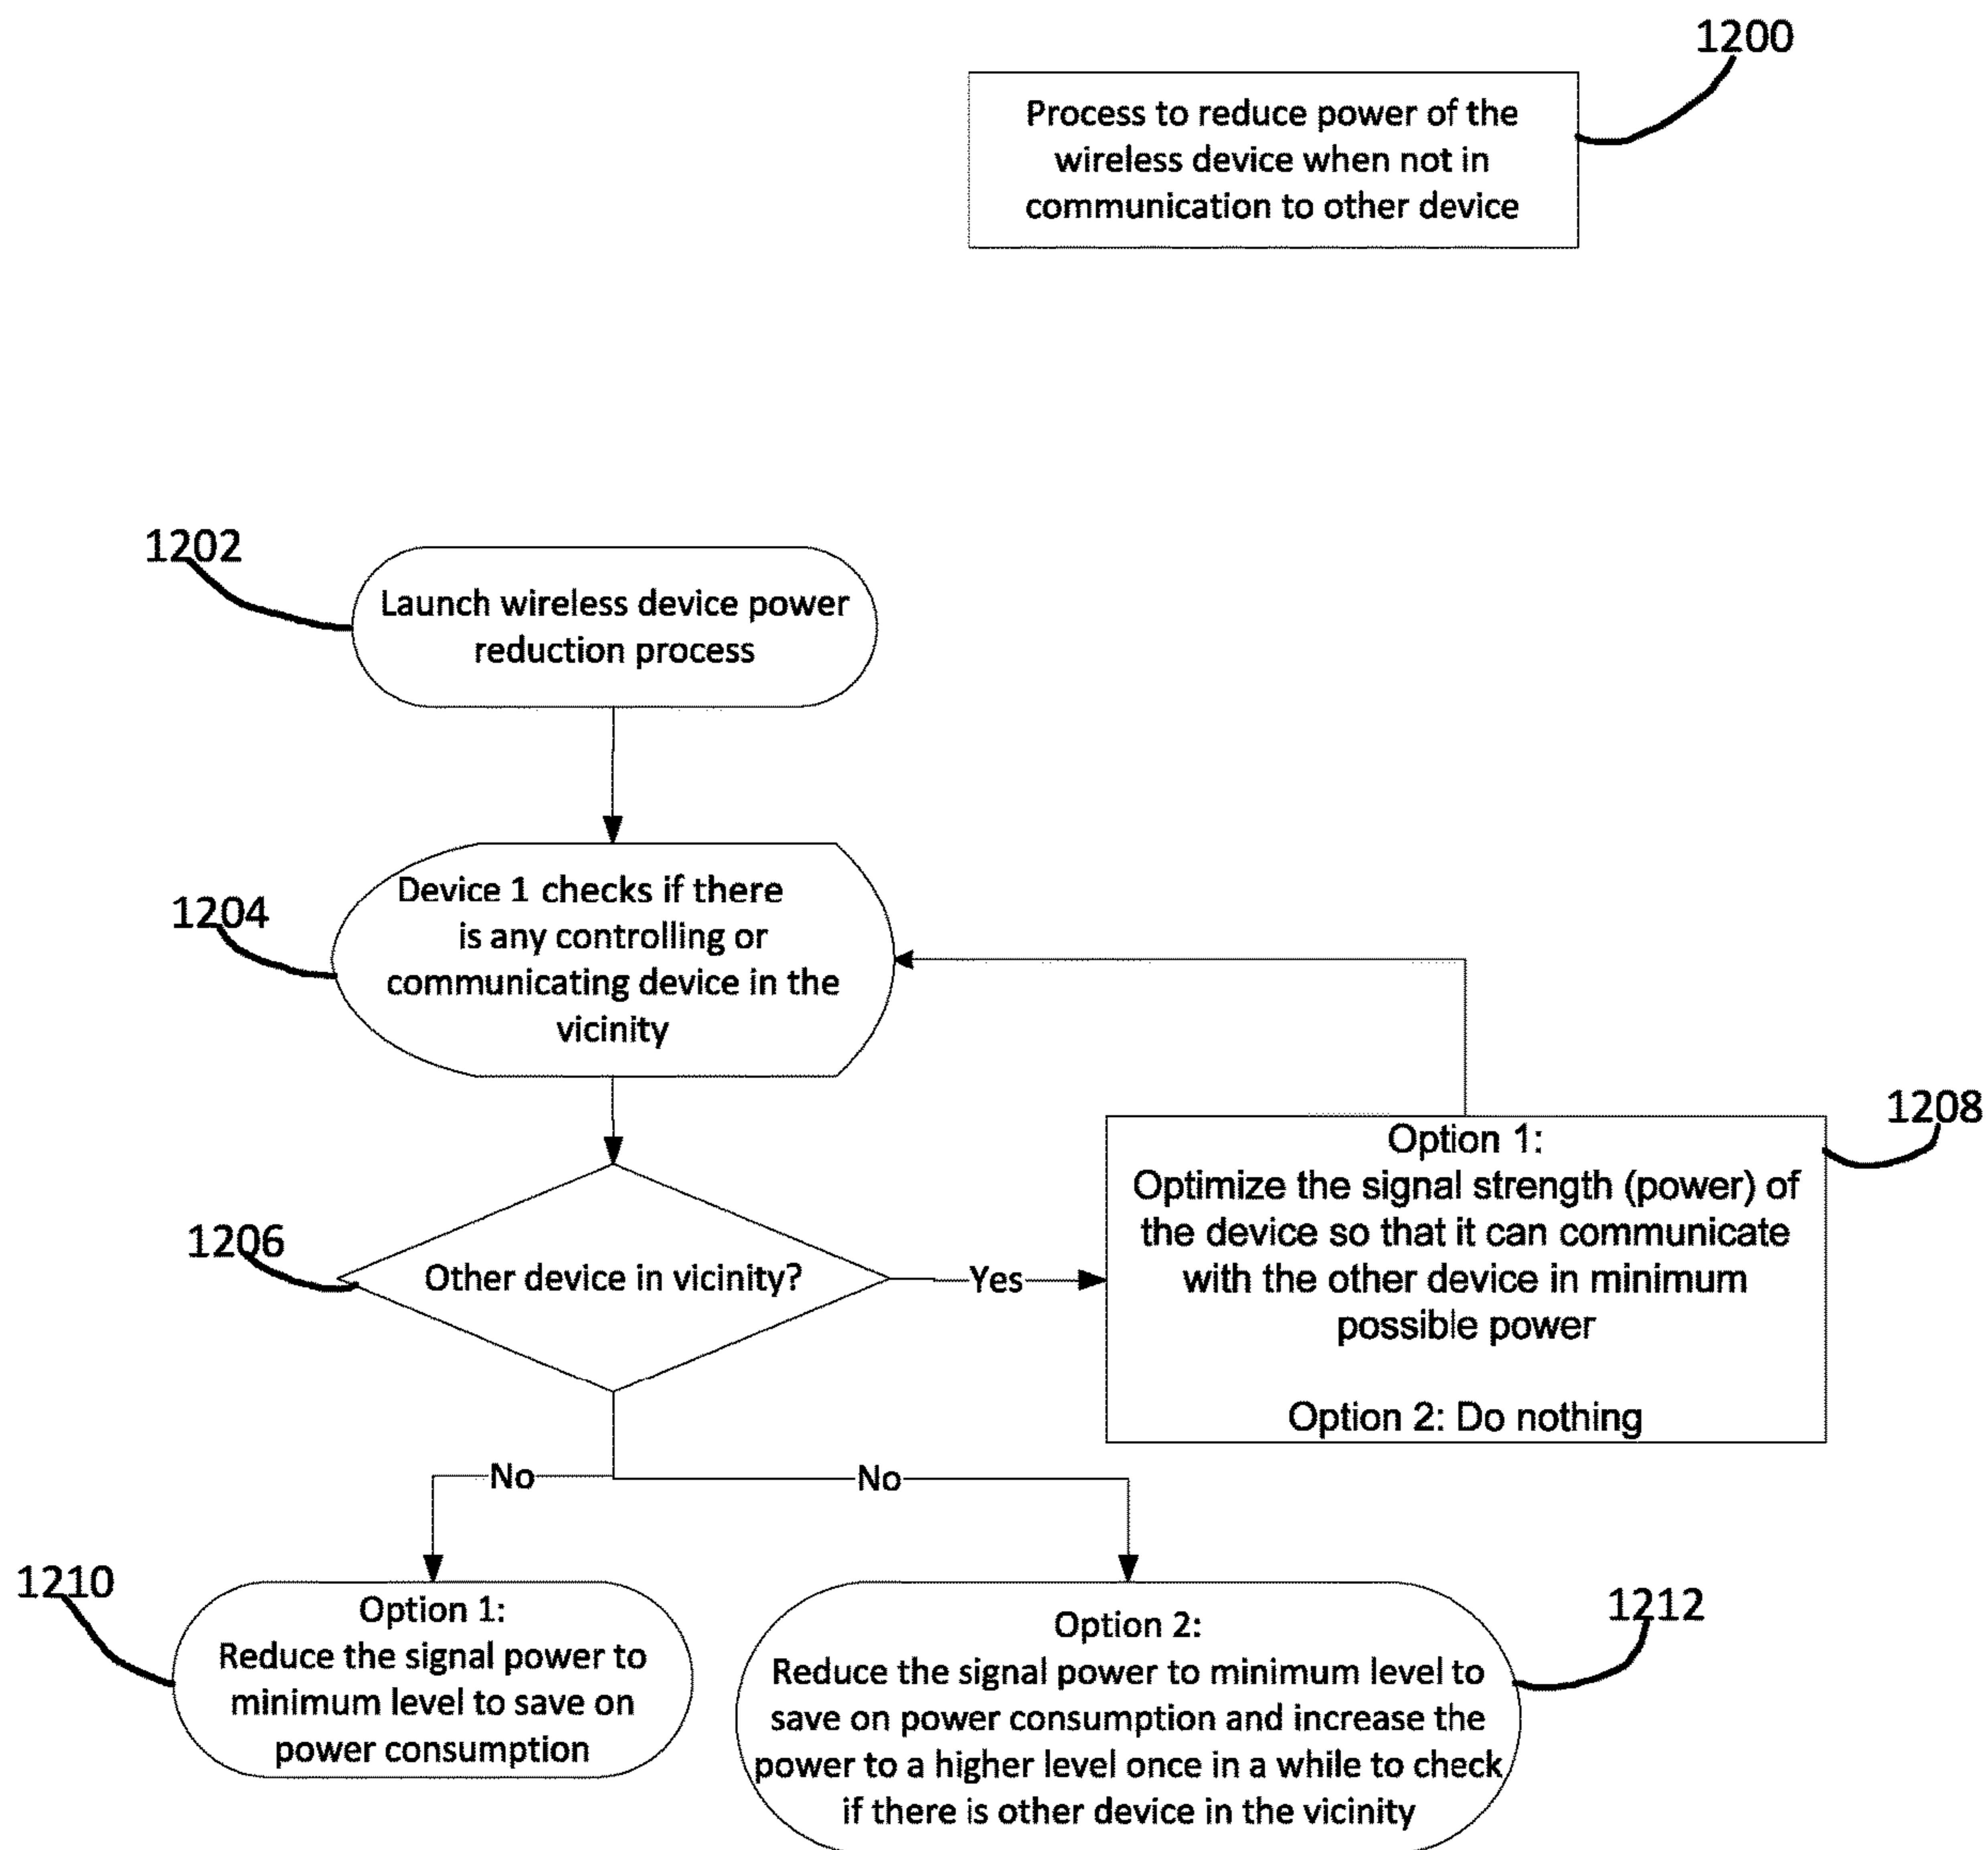 1200
Process to reduce power of the
wireless device when not in
communication to other device
1202
Launch wireless device power
reduction process
1204
Device 1 checks if there
is any controlling or
communicating device in the
vicinity
1206
Other device in vicinity?
Yes
1208
Option 1:
Optimize the signal strength (power) of
the device so that it can communicate
with the other device in minimum
possible power
Option 2: Do nothing
No
No
1210
Option 1:
Reduce the signal power to
minimum level to save on
power consumption
1212
Option 2:
Reduce the signal power to minimum level to
save on power consumption and increase the
power to a higher level once in a while to check
if there is other device in the vicinity